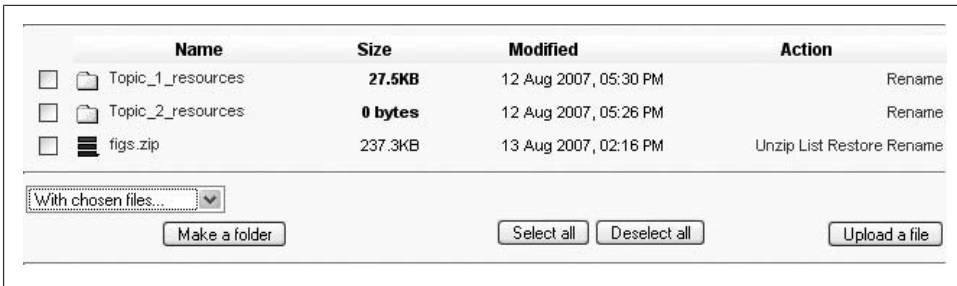 Name Size Modified Action
Topic_1_resources 27.5KB 12 Aug 2007, 05:30 PM Rename
Topic_2_resources 0 bytes 12 Aug 2007, 05:26 PM Rename
figs.zip 237.3KB 13 Aug 2007, 02:16 PM Unzip List Restore Rename
With chosen files...
Make a folder Select all Deselect all Upload a file